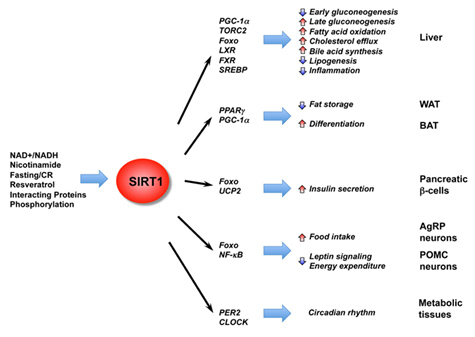 PGC-1α
TORC2
Foxo
LXR
FXR
SREBP
Early gluconeogenesis
Late gluconeogenesis
Fatty acid oxidation
Cholesterol efflux
Bile acid synthesis
Lipogenesis
Inflammation
Liver
PPARγ
PGC-1α
Fat storage
Differentiation
WAT
BAT
NAD+/NADH
Nicotinamide
Fasting/CR
Resveratrol
Interacting Proteins
Phosphorylation
SIRT1
Foxo
UCP2
Insulin secretion
Pancreatic
β-cells
Foxo
NF-κB
Food intake
Leptin signaling
Energy expenditure
AgRP
neurons
POMC
neurons
PER2
CLOCK
Circadian rhythm
Metabolic
tissues